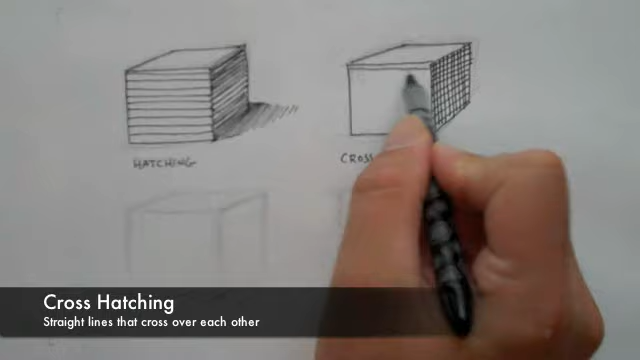 HATCHING
CROSS
Cross Hatching
Straight lines that cross over each other